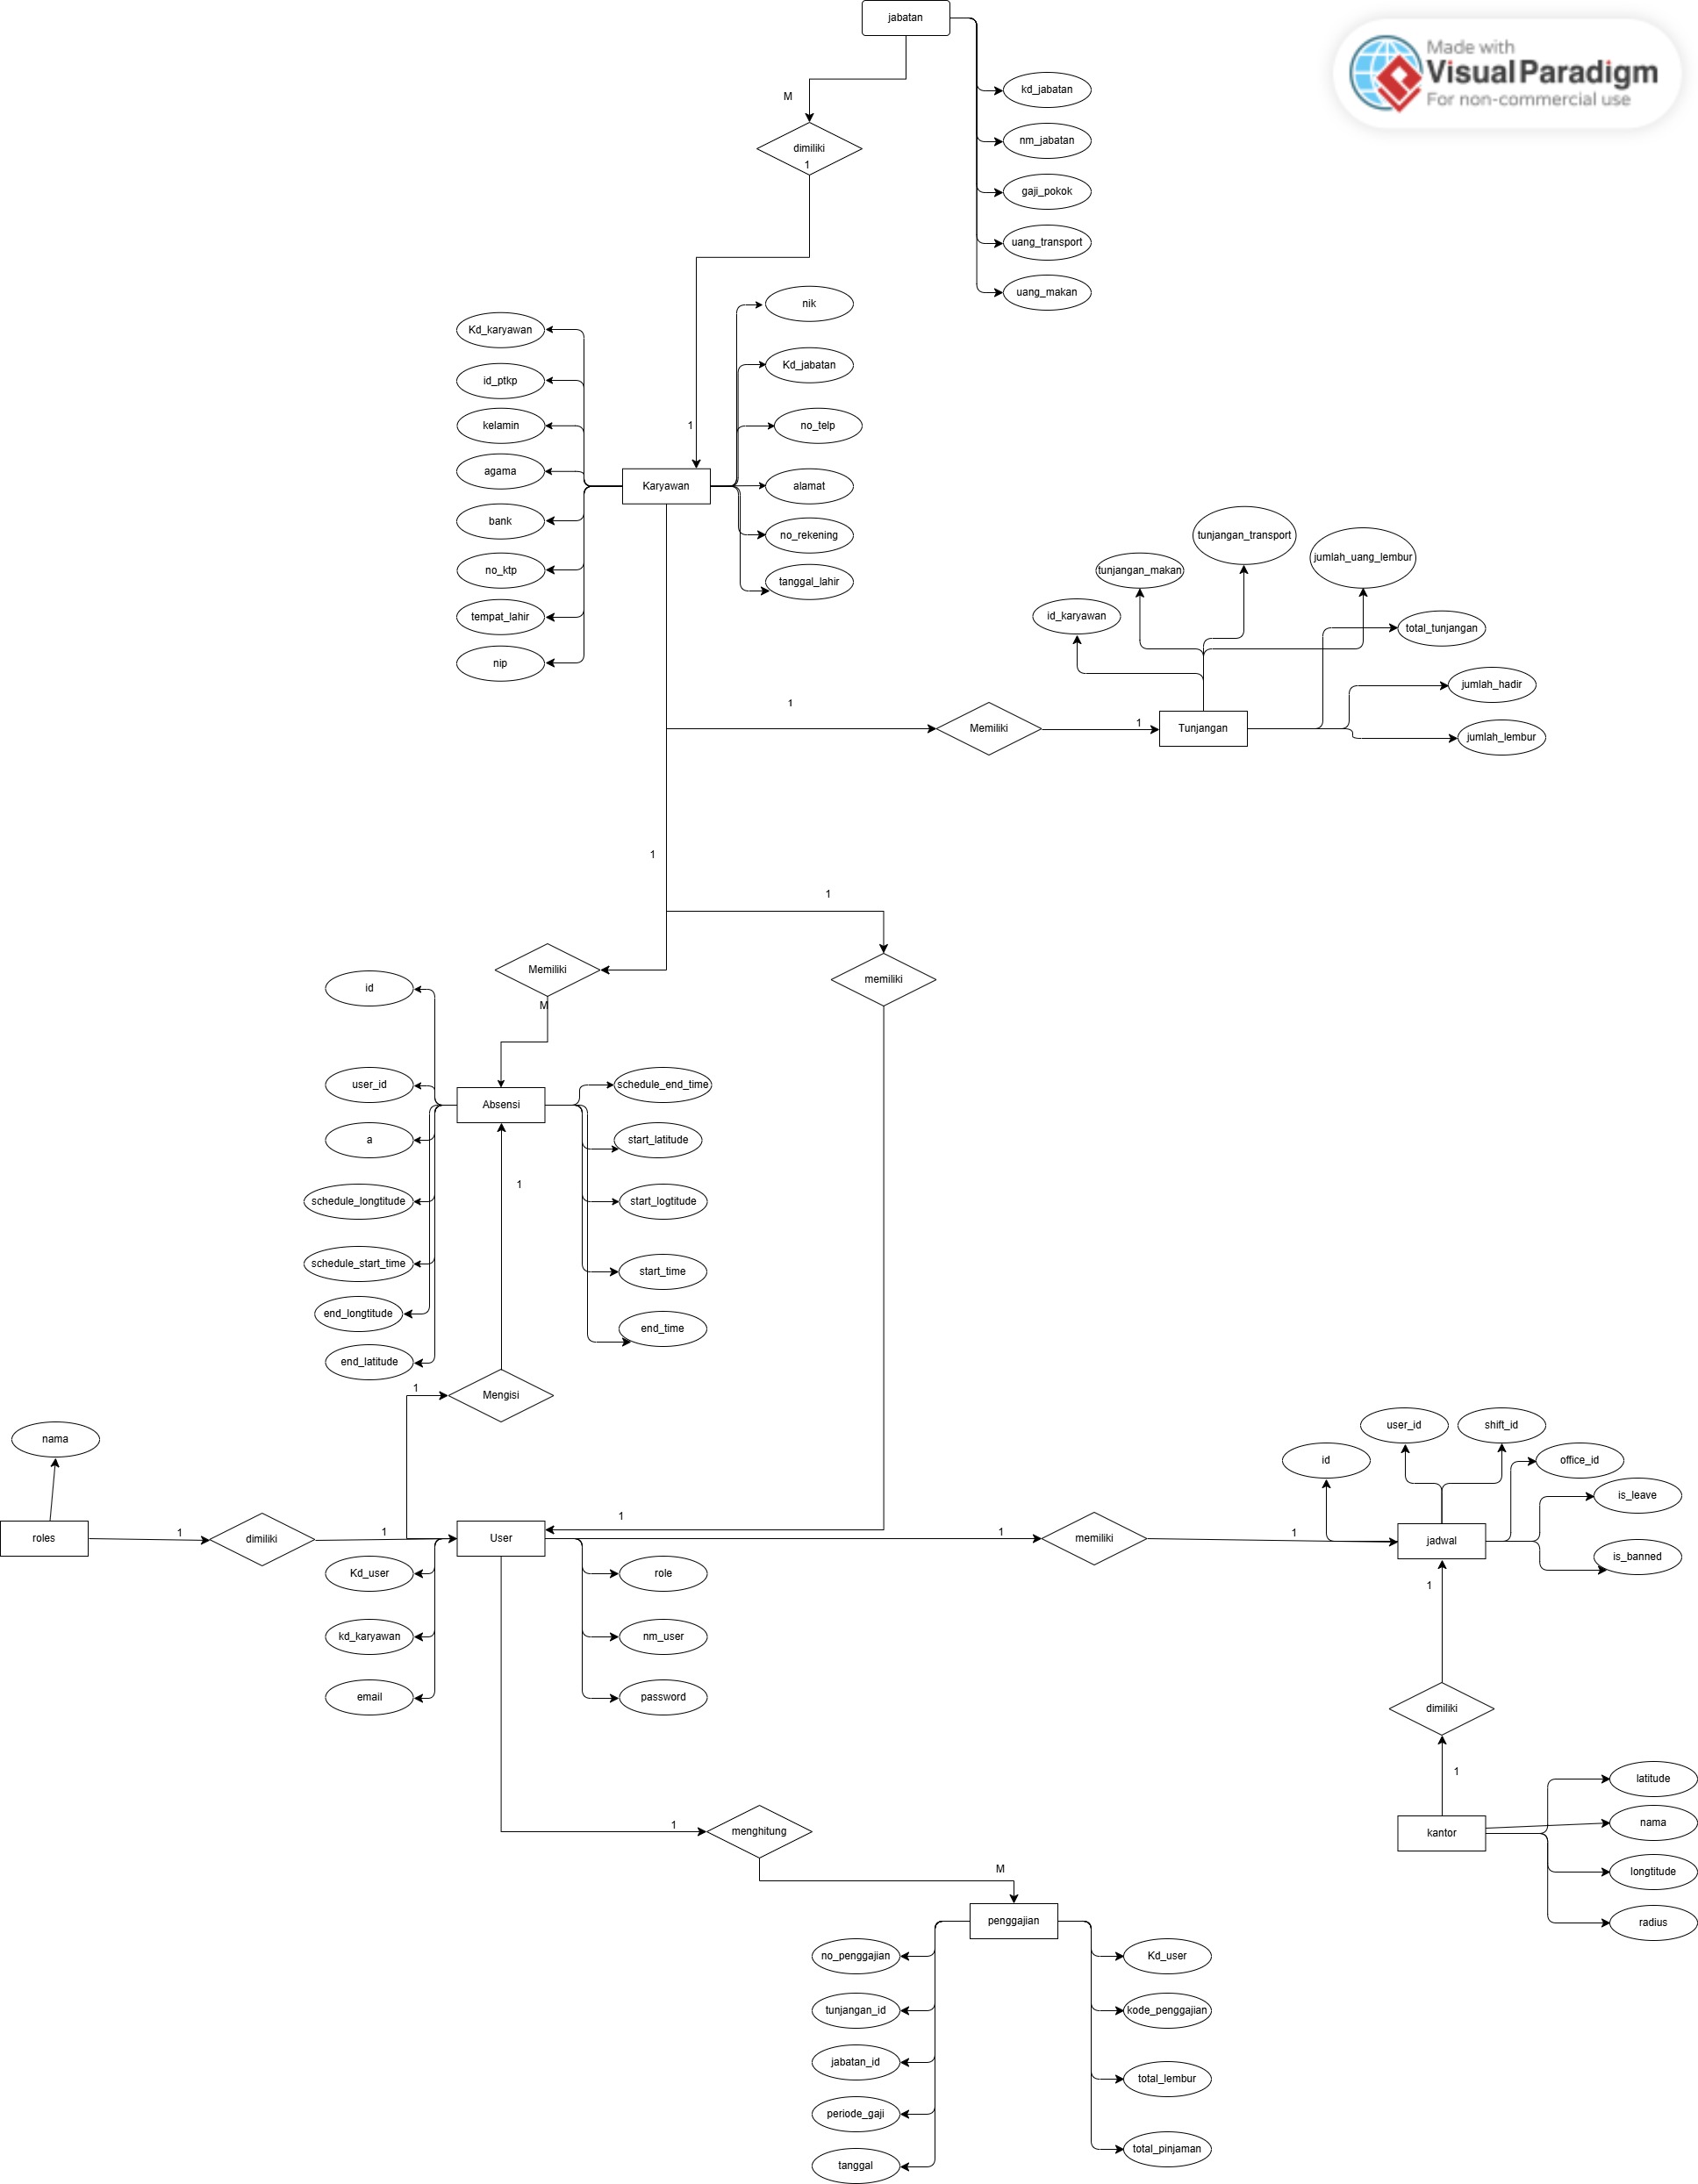 jabatan
Made with
Visual Paradigm
For non-commercial use
kd_jabatan
M
nm_jabatan
dimiliki
1
gaji_pokok
uang_transport
uang_makan
nik
Kd_karyawan
Kd_jabatan
id_ptkp
kelamin
1
no_telp
agama
Karyawan
alamat
bank
no_rekening
tunjangan_transport
jumlah_uang_lembur
no_ktp
tanggal_lahir
tunjangan_makan
tempat_lahir
id_karyawan
total_tunjangan
nip
jumlah_hadir
1
Memiliki
1
Tunjangan
jumlah_lembur
1
1
Memiliki
memiliki
id
M
user_id
Absensi
schedule_end_time
a
start_latitude
1
schedule_longtitude
start_logtitude
schedule_start_time
start_time
end_longtitude
end_time
end_latitude
1
Mengisi
nama
user_id
shift_id
id
office_id
is_leave
1
roles
1
dimiliki
1
User
1
memiliki
1
jadwal
is_banned
Kd_user
role
1
kd_karyawan
nm_user
email
password
dimiliki
1
latitude
1
menghitung
kantor
nama
M
longtitude
penggajian
radius
no_penggajian
Kd_user
tunjangan_id
kode_penggajian
jabatan_id
total_lembur
periode_gaji
total_pinjaman
tanggal